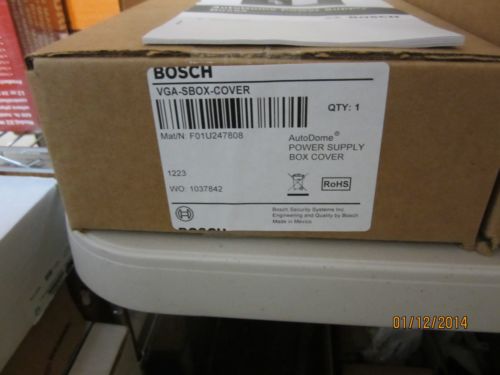 BOSCH
VGA-SBOX-COVER
QTY: 1
Mat/N: F01U247808
AutoDome®
POWER SUPPLY
BOX COVER
1223
WO: 1037842
RoHS
Bosch Security Systems Inc.
Engineering and Quality by Bosch
Made in Mexico.
BOSCH
01/12/2014